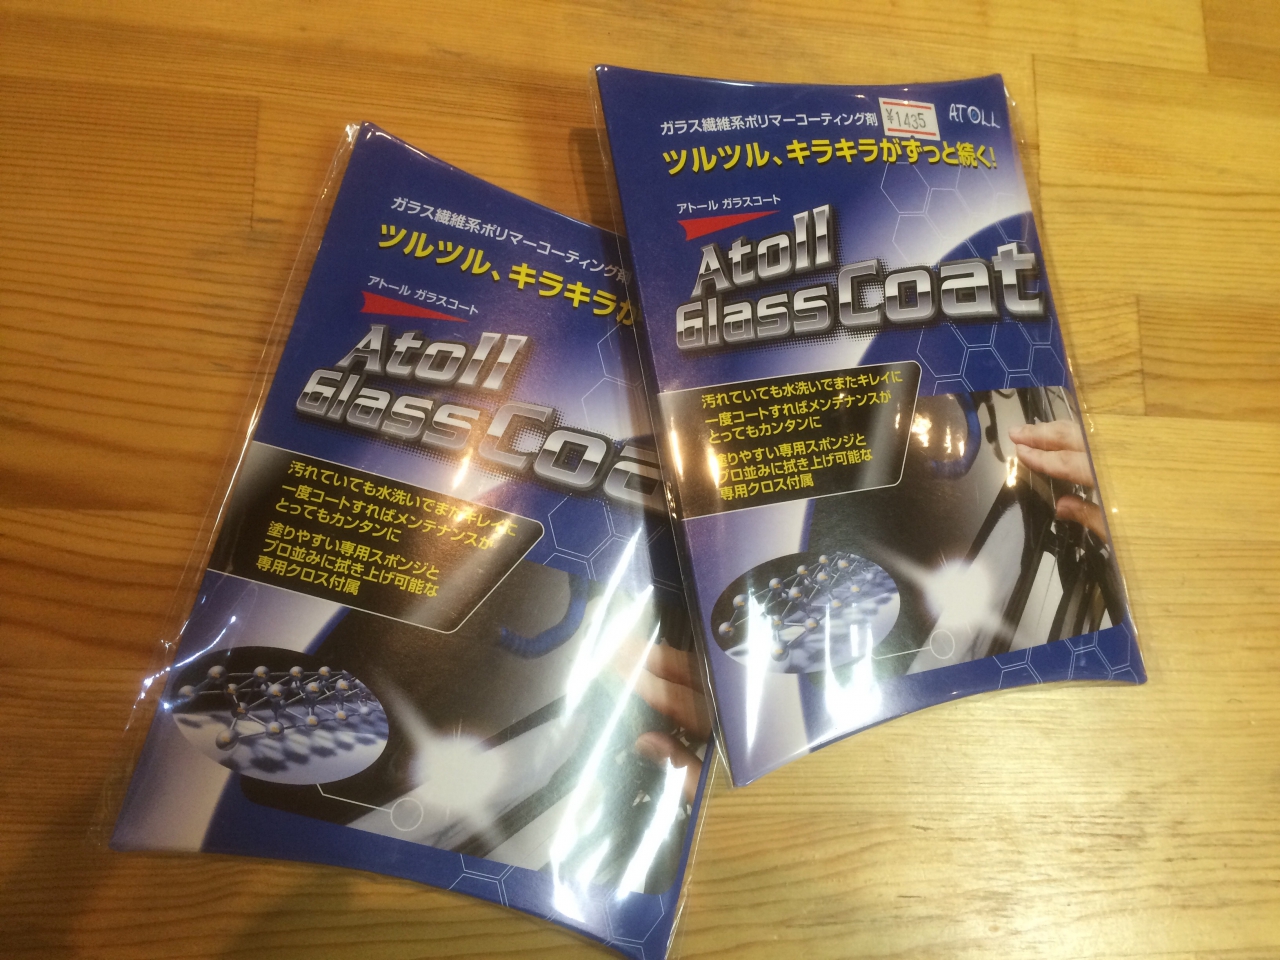 ガラス繊維系ポリマーコーティング剤
ツルツル、キラキラが
アトール ガラスコート
Atoll
Glass Coa
汚れていても水洗いでまたキレイに
一度コートすればメンテナンスが
とってもカンタンに
塗りやすい専用スポンジと
プロ並みに拭き上げ可能な
専用クロス付属
ガラス繊維系ポリマーコーティング剤
¥1435
ATOLL
ツルツル、キラキラがずっと続く!
アトール ガラスコート
Atoll
Glass Coat
汚れていても水洗いでまたキレイに
一度コートすればメンテナンスが
とってもカンタンに
塗りやすい専用スポンジと
プロ並みに拭き上げ可能な
専用クロス付属